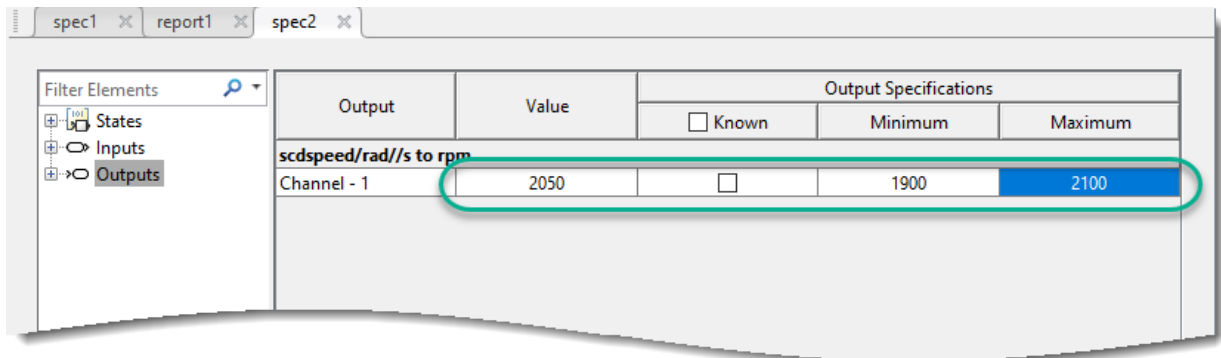 spec1 report1 spec2
Filter Elements
States
Inputs
Outputs
Output Value Output Specifications
Known Minimum Maximum
scdspeed/rad//s to rpm
Channel - 1 2050 1900 2100